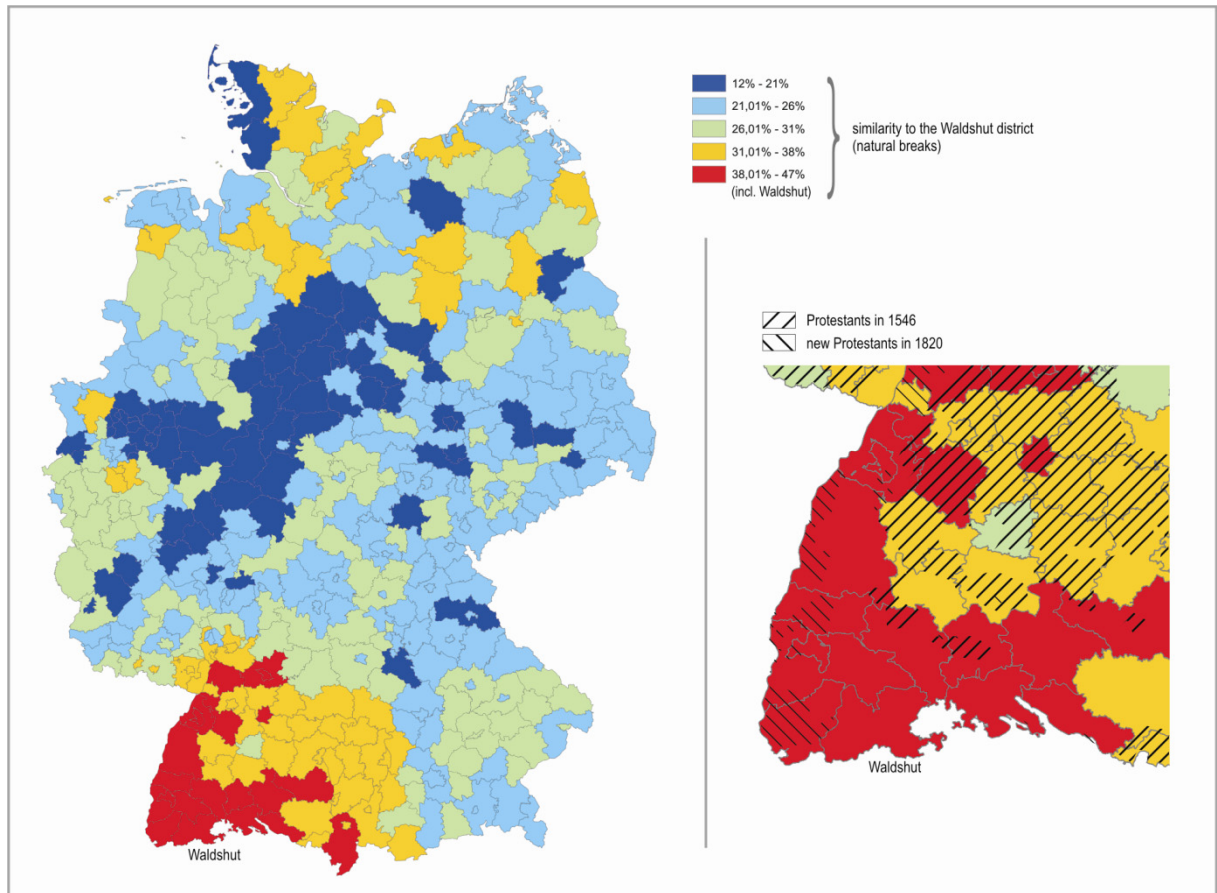 12% - 21%
21,01% - 26%
26,01% - 31%
31,01% - 38%
38,01% - 47%
(incl. Waldshut)
similarity to the Waldshut district
(natural breaks)
Protestants in 1546
new Protestants in 1820
Waldshut
Waldshut